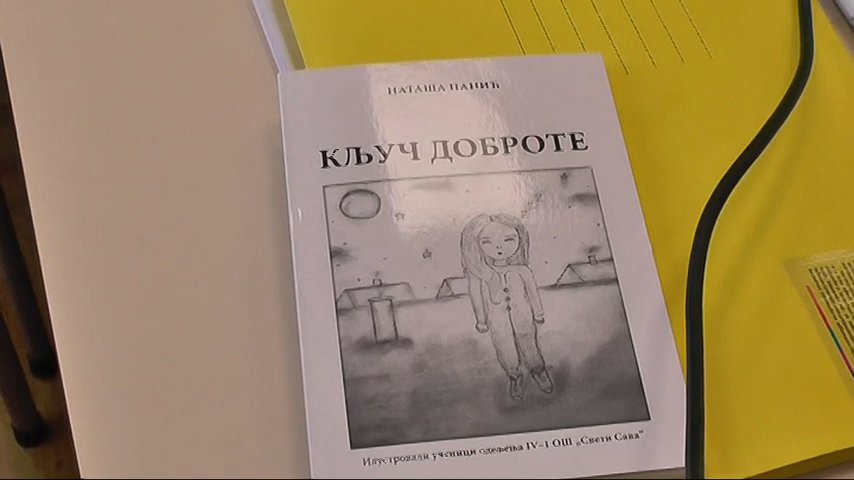 НАТАША ПАНИЋ
КЉУЧ ДОБРОТЕ
Илустровали ученици одељења IV-1 ОШ „Свети Сава"